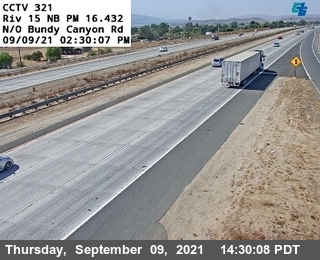 CCTV 321
Riv 15 NB PM 16.432
N/O Bundy Canyon Rd
09/09/21 02:30:07 PM
Thursday, September 09, 2021 14:30:08 PDT